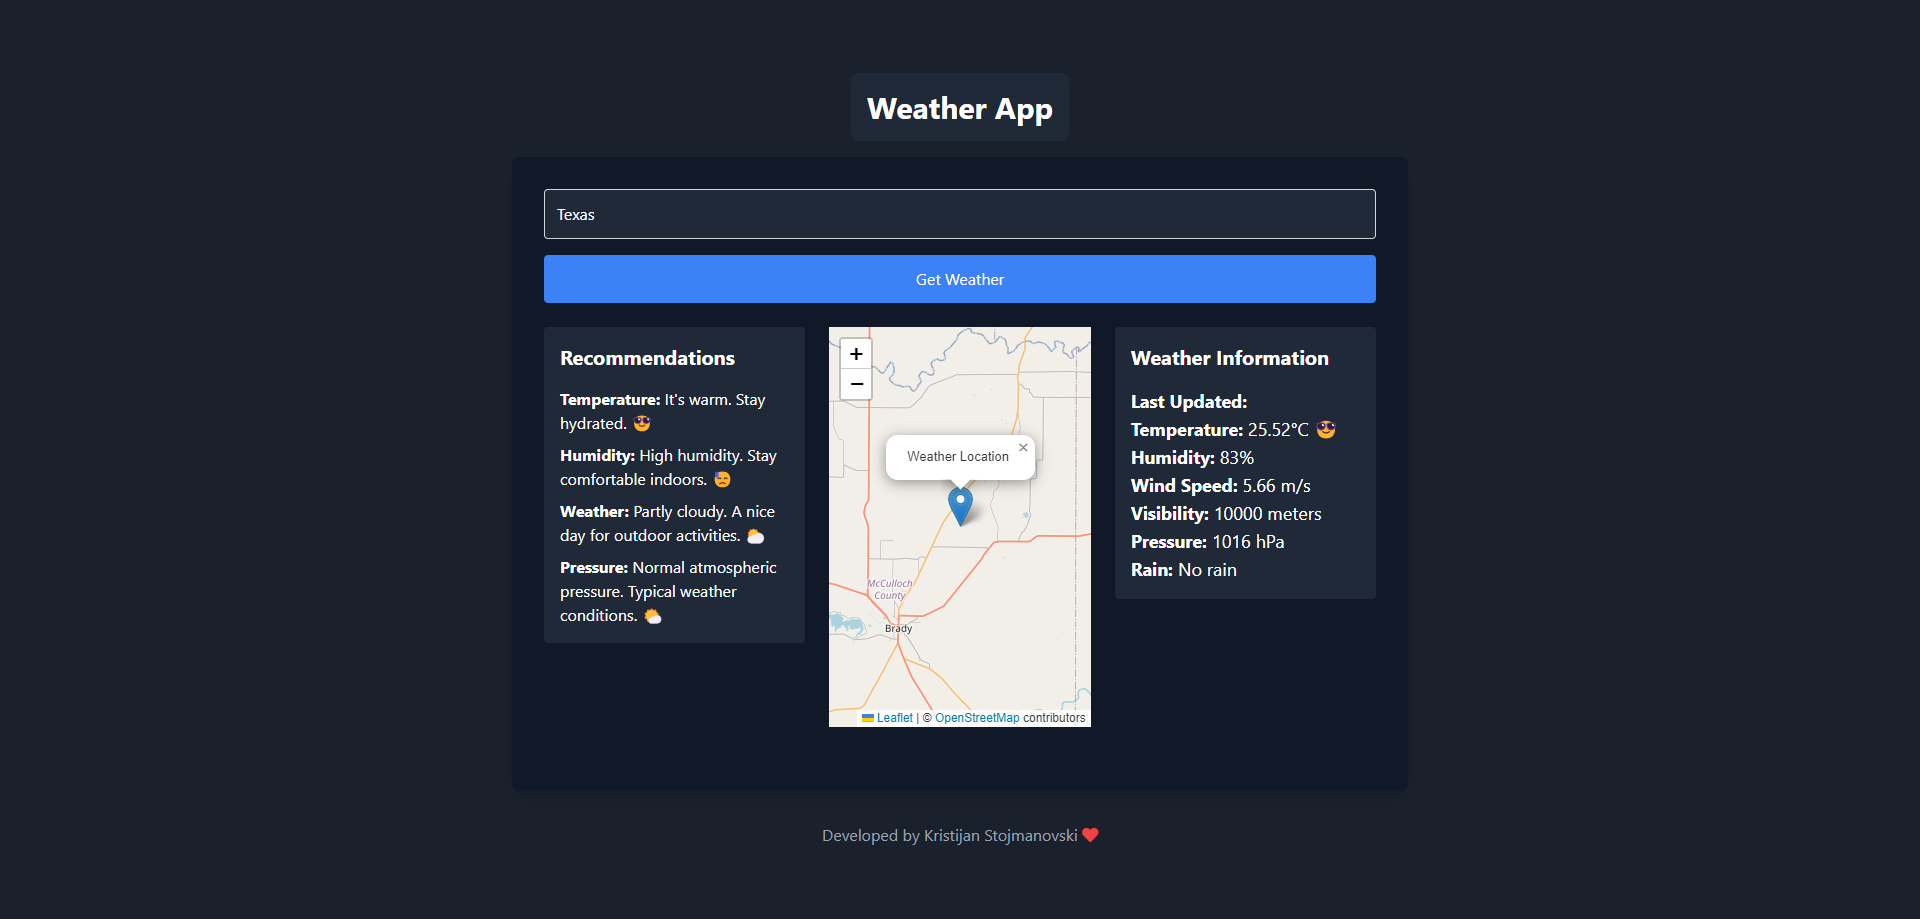 Weather App
Texas
Get Weather
Recommendations
Temperature: It's warm. Stay
hydrated. 😎
Humidity: High humidity. Stay
comfortable indoors. 😓
Weather: Partly cloudy. A nice
day for outdoor activities. ⛅
Pressure: Normal atmospheric
pressure. Typical weather
conditions. 🌤️
+
−
Weather Location
×
McCulloch
County
Brady
Leaflet | © OpenStreetMap contributors
Weather Information
Last Updated:
Temperature: 25.52°C 😎
Humidity: 83%
Wind Speed: 5.66 m/s
Visibility: 10000 meters
Pressure: 1016 hPa
Rain: No rain
Developed by Kristijan Stojmanovski ❤️